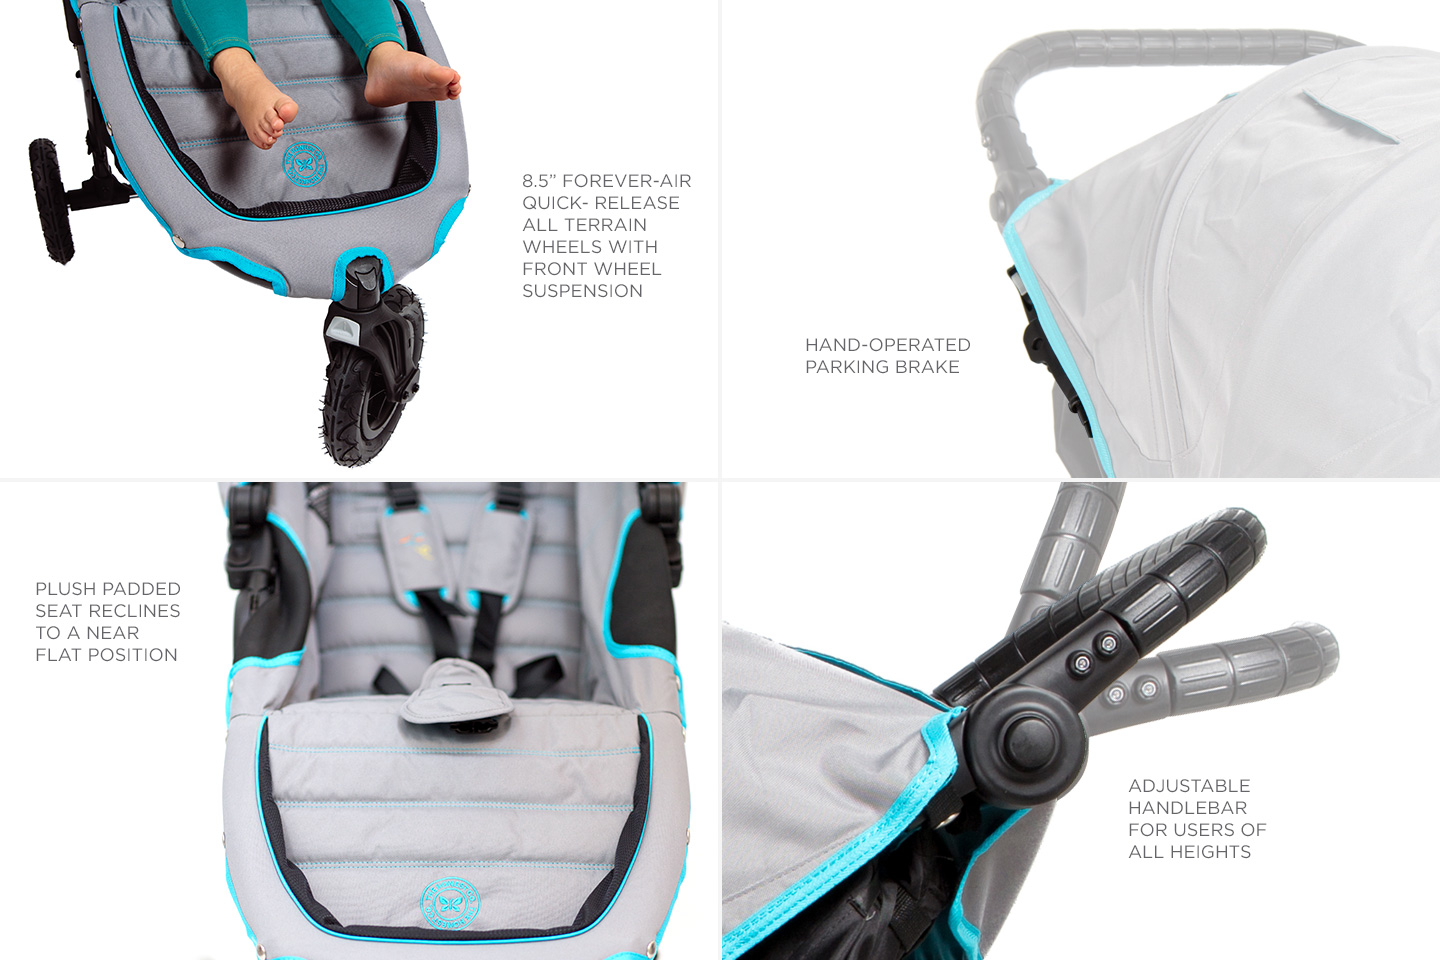 8.5” FOREVER-AIR
QUICK- RELEASE
ALL TERRAIN
WHEELS WITH
FRONT WHEEL
SUSPENSION
HAND-OPERATED
PARKING BRAKE
PLUSH PADDED
SEAT RECLINES
TO A NEAR
FLAT POSITION
ADJUSTABLE
HANDLEBAR
FOR USERS OF
ALL HEIGHTS